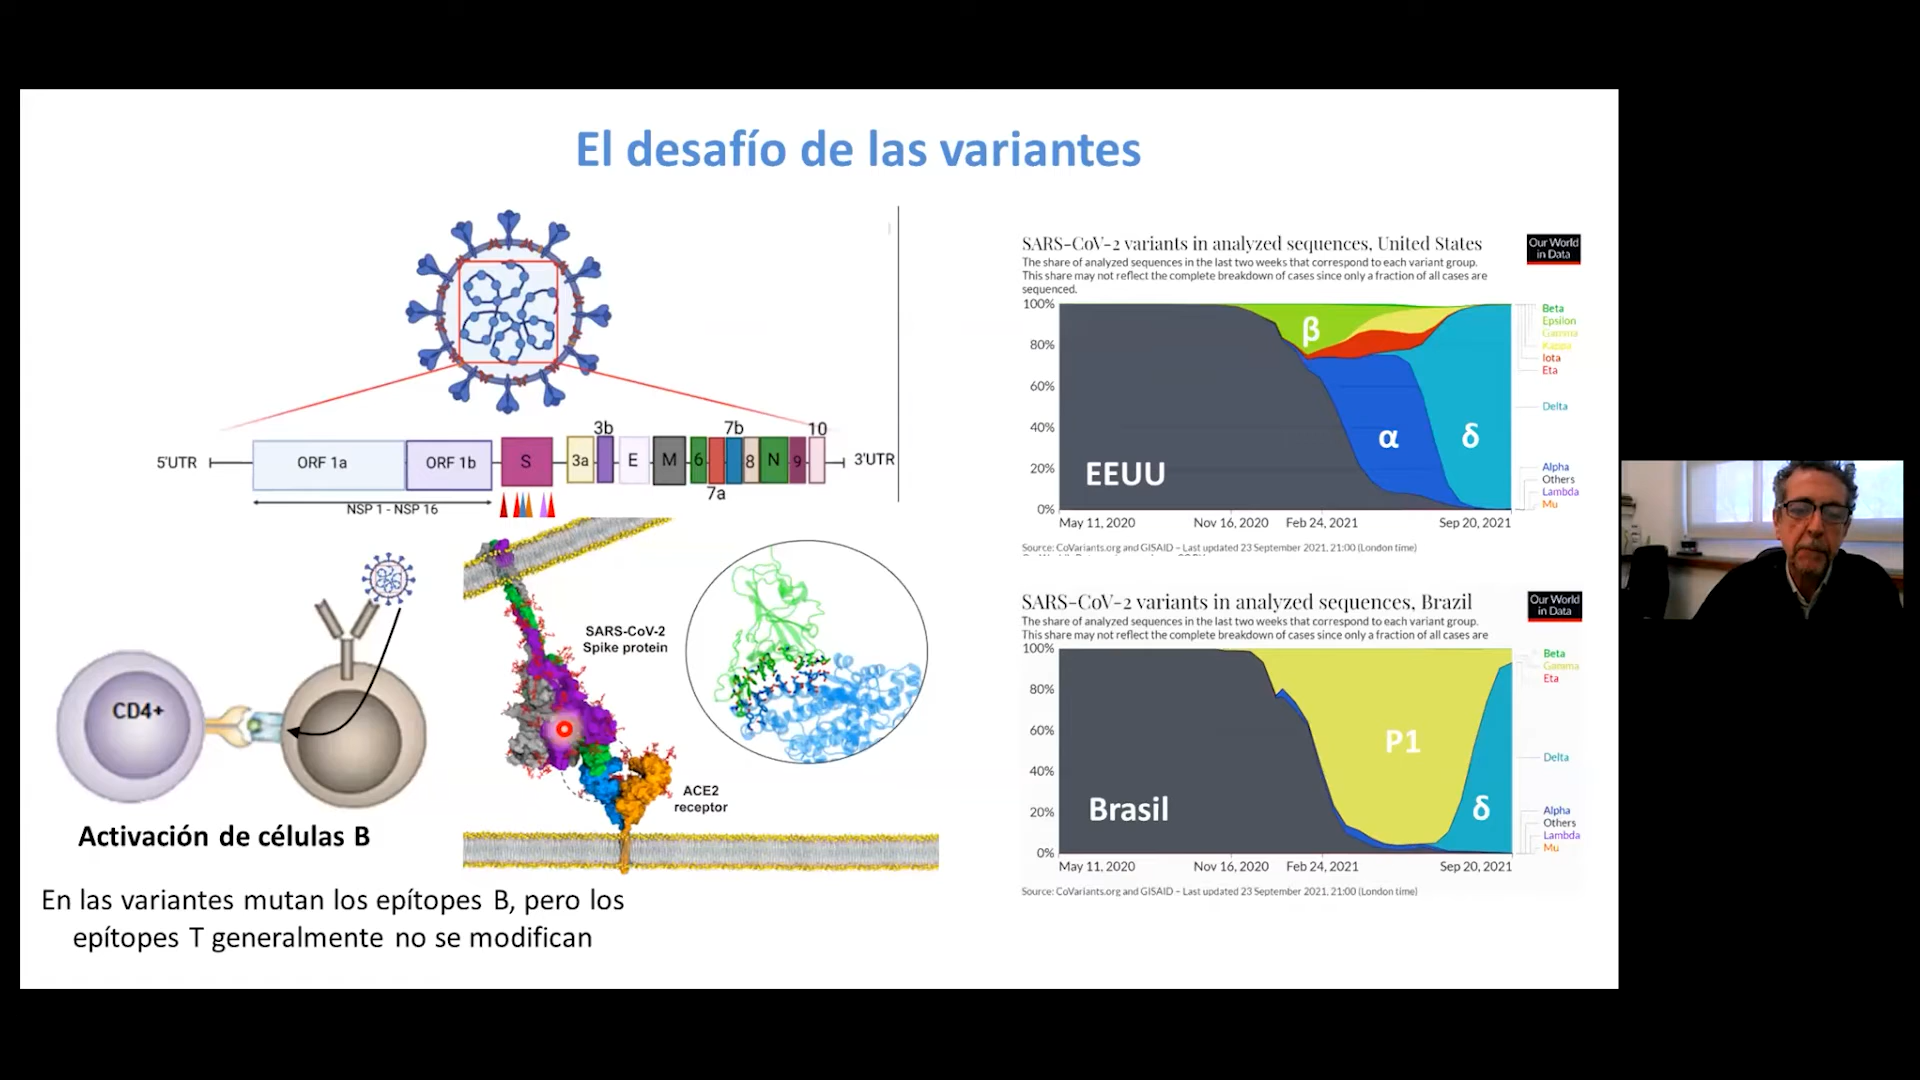 El desafío de las variantes
3b
7b
10
5'UTR
ORF 1a
ORF 1b
S
3a
E
M
6
8
N
9
3'UTR
7a
NSP 1 - NSP 16
CD4+
Activación de células B
SARS-CoV-2
Spike protein
ACE2
receptor
En las variantes mutan los epítopes B, pero los
epítopes T generalmente no se modifican
SARS-CoV-2 variants in analyzed sequences, United States
Our World
in Data
The share of analyzed sequences in the last two weeks that correspond to each variant group.
This share may not reflect the complete breakdown of cases since only a fraction of all cases are
sequenced.
100%
80%
60%
40%
20%
0%
β
α
δ
EEUU
Beta
Epsilon
Gamma
Kappa
Iota
Eta
Delta
Alpha
Others
Lambda
Mu
May 11, 2020
Nov 16, 2020
Feb 24, 2021
Sep 20, 2021
Source: CoVariants.org and GISAID – Last updated 23 September 2021, 21:00 (London time)
SARS-CoV-2 variants in analyzed sequences, Brazil
Our World
in Data
The share of analyzed sequences in the last two weeks that correspond to each variant group.
This share may not reflect the complete breakdown of cases since only a fraction of all cases are
100%
80%
60%
40%
20%
0%
P1
δ
Brasil
Beta
Gamma
Eta
Delta
Alpha
Others
Lambda
Mu
May 11, 2020
Nov 16, 2020
Feb 24, 2021
Sep 20, 2021
Source: CoVariants.org and GISAID – Last updated 23 September 2021, 21:00 (London time)